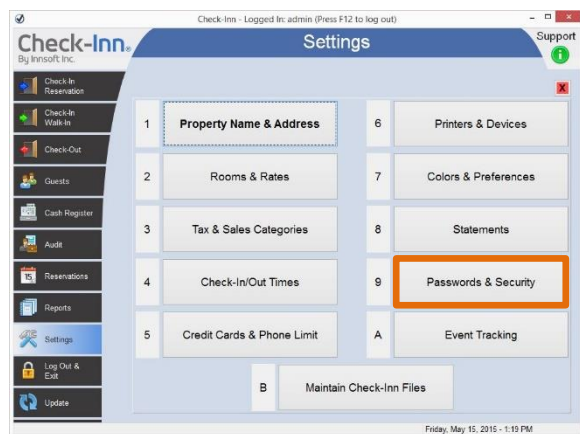 Check-Inn - Logged In: admin (Press F12 to log out)
Check-Inn®
By Innsoft Inc.
Settings
Support
i
X
Check-In
Reservation
Check-In
Walk-In
Check-Out
Guests
Cash Register
Audit
15
Reservations
Reports
Settings
Log Out &
Exit
Update
1 Property Name & Address
2 Rooms & Rates
3 Tax & Sales Categories
4 Check-In/Out Times
5 Credit Cards & Phone Limit
6 Printers & Devices
7 Colors & Preferences
8 Statements
9 Passwords & Security
A Event Tracking
B Maintain Check-Inn Files
Friday, May 15, 2015 - 1:19 PM